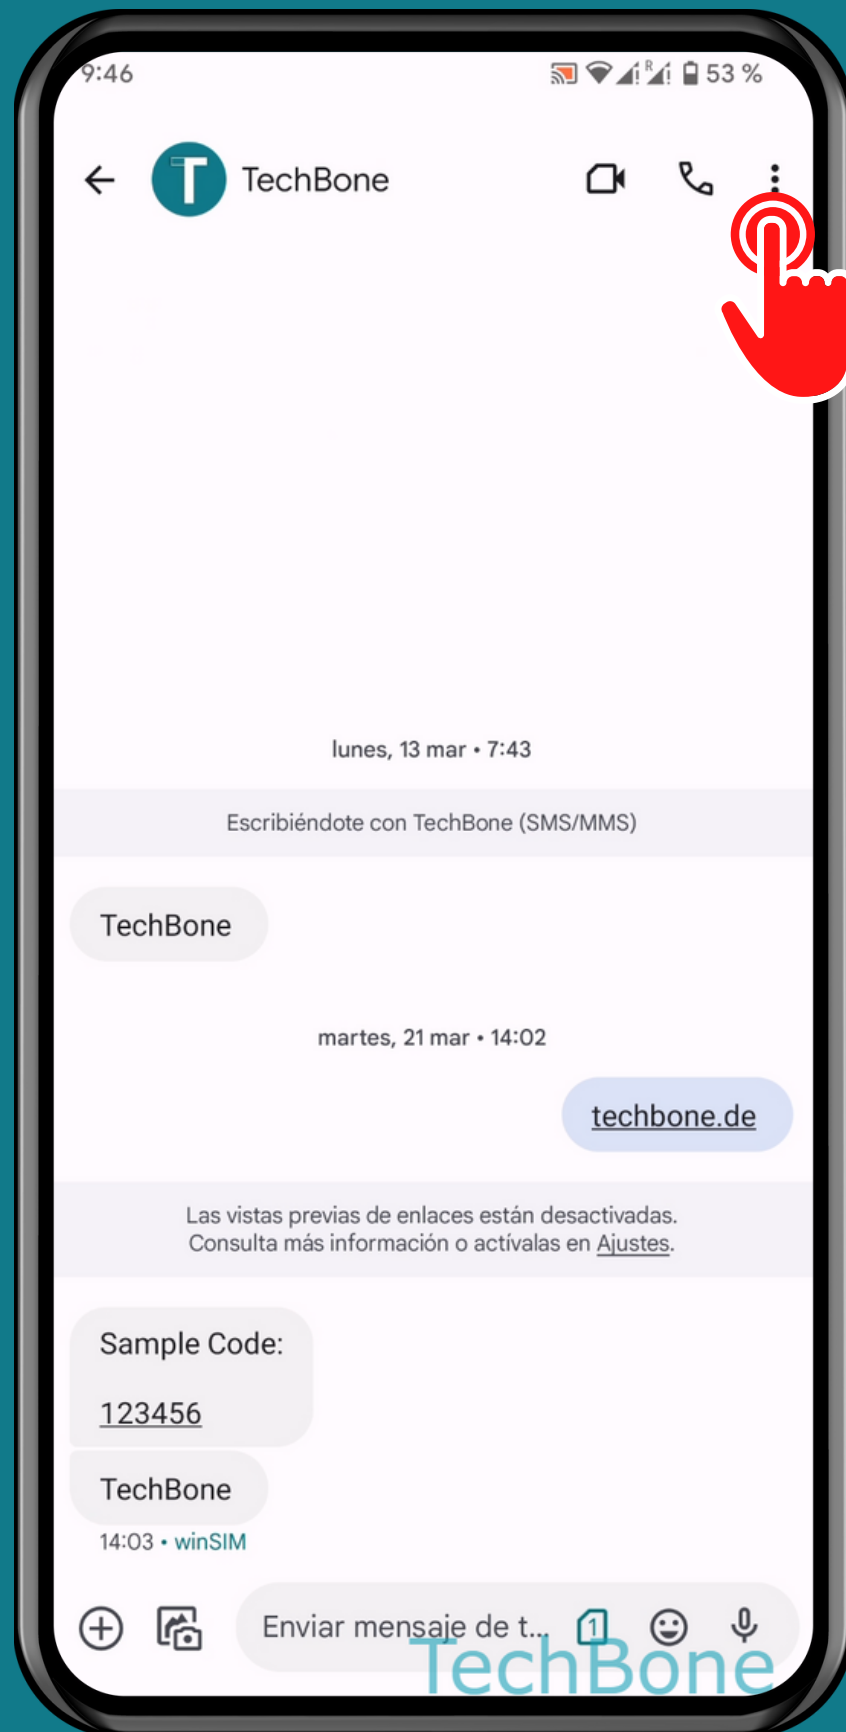 9:46
R
53 %
T TechBone
lunes, 13 mar • 7:43
Escribiéndote con TechBone (SMS/MMS)
TechBone
martes, 21 mar • 14:02
techbone.de
Las vistas previas de enlaces están desactivadas.
Consulta más información o actívalas en Ajustes.
Sample Code:
123456
TechBone
14:03 • winSIM
Enviar mensaje de t... 1
TechBone